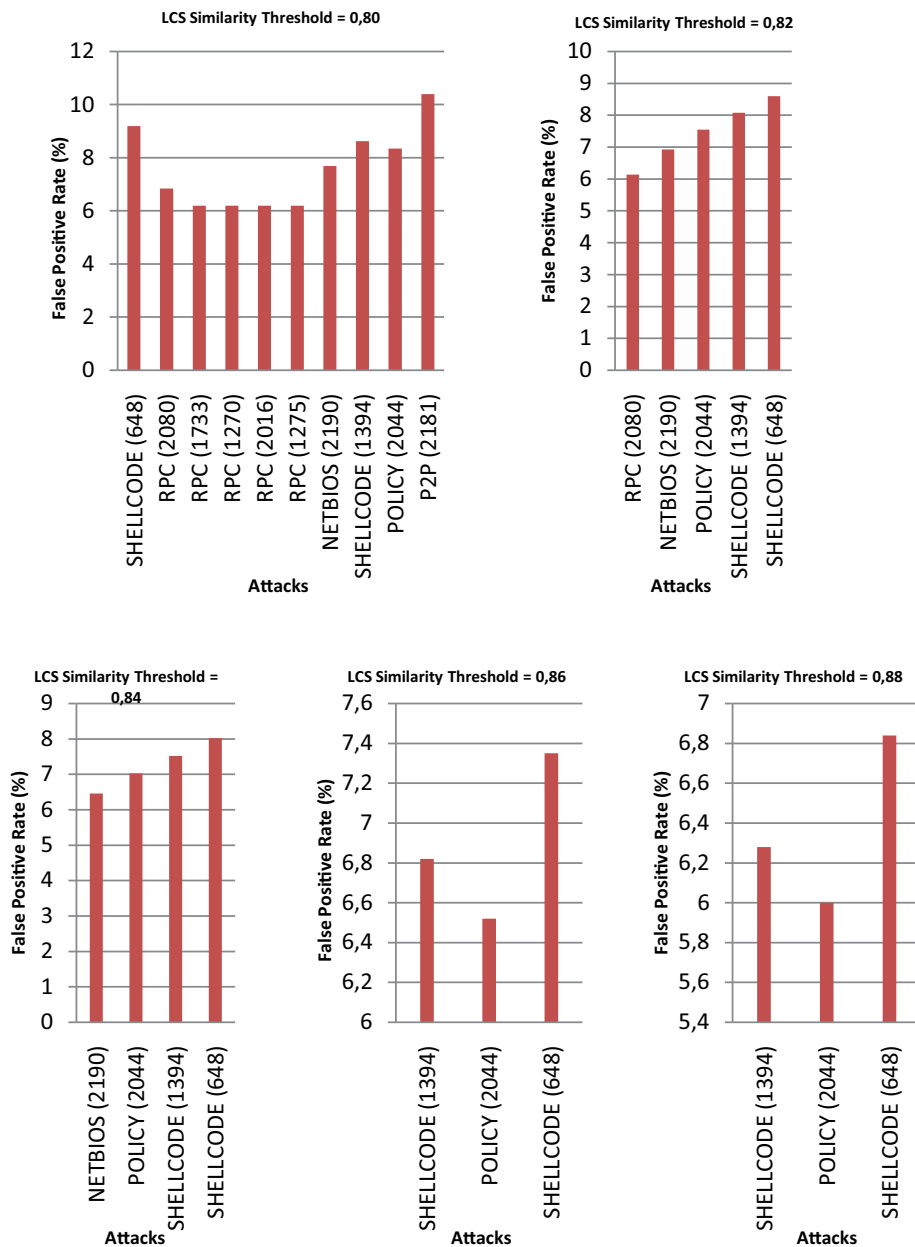 LCS Similarity Threshold = 0,80
12
10
8
6
4
2
0
False Positive Rate (%)
SHELLCODE (648)
RPC (2080)
RPC (1733)
RPC (1270)
RPC (2016)
RPC (1275)
NETBIOS (2190)
SHELLCODE (1394)
POLICY (2044)
P2P (2181)
Attacks
LCS Similarity Threshold = 0,82
10
9
8
7
6
5
4
3
2
1
0
False Positive Rate (%)
RPC (2080)
NETBIOS (2190)
POLICY (2044)
SHELLCODE (1394)
SHELLCODE (648)
Attacks
LCS Similarity Threshold =
0,84
9
8
7
6
5
4
3
2
1
0
False Positive Rate (%)
NETBIOS (2190)
POLICY (2044)
SHELLCODE (1394)
SHELLCODE (648)
Attacks
LCS Similarity Threshold = 0,86
7,6
7,4
7,2
7
6,8
6,6
6,4
6,2
6
False Positive Rate (%)
SHELLCODE (1394)
POLICY (2044)
SHELLCODE (648)
Attacks
LCS Similarity Threshold = 0,88
7
6,8
6,6
6,4
6,2
6
5,8
5,6
5,4
False Positive Rate (%)
SHELLCODE (1394)
POLICY (2044)
SHELLCODE (648)
Attacks